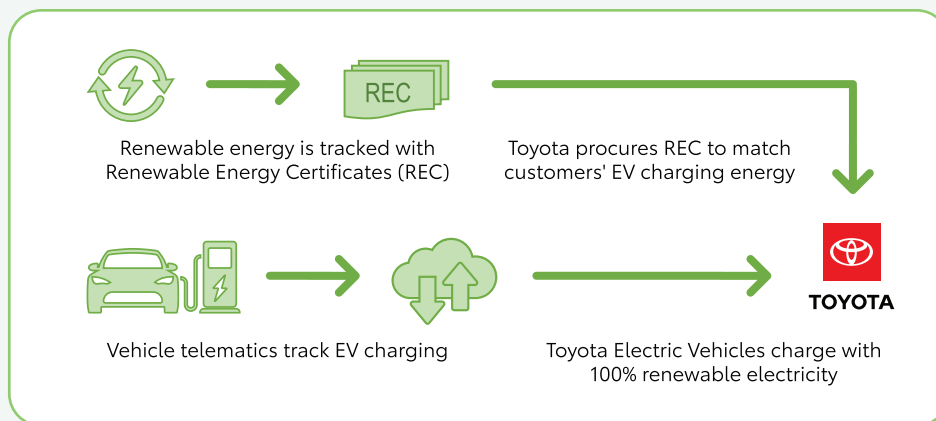 REC
Renewable energy is tracked with
Renewable Energy Certificates (REC)
Toyota procures REC to match
customers' EV charging energy
TOYOTA
Vehicle telematics track EV charging
Toyota Electric Vehicles charge with
100% renewable electricity